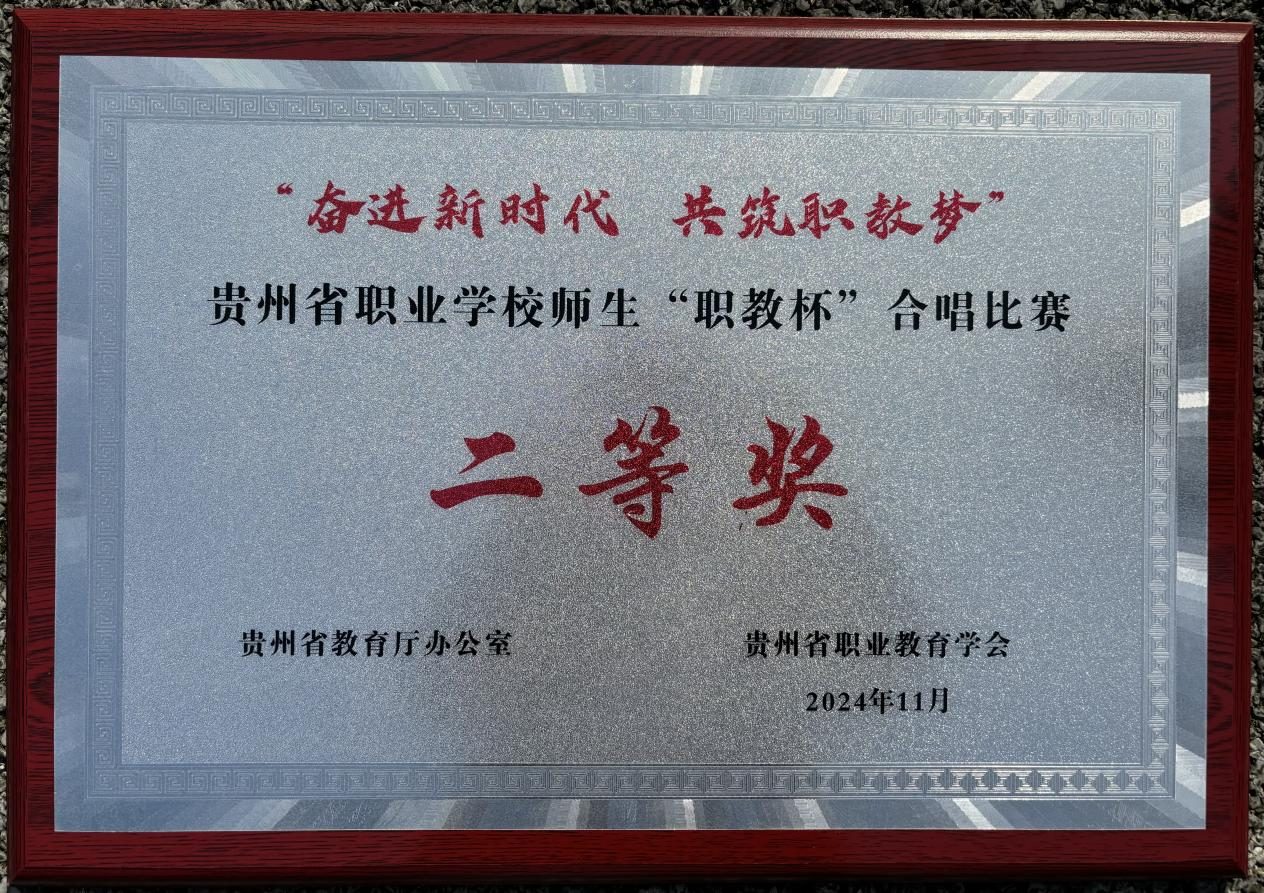 “奋进新时代 共筑职教梦”
贵州省职业学校师生“职教杯”合唱比赛
二等奖
贵州省教育厅办公室 贵州省职业教育学会
2024年11月